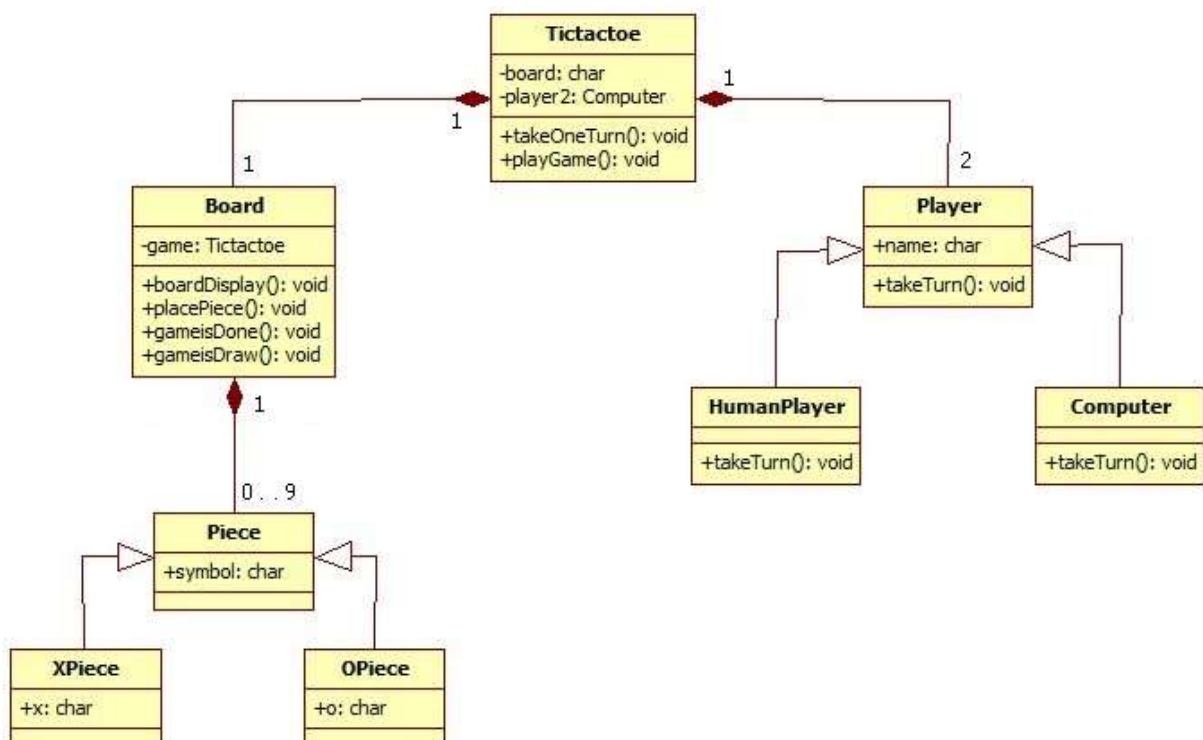 Tictactoe
-board: char
-player2: Computer
+takeOneTurn(): void
+playGame(): void
1
1
1
2
Board
-game: Tictactoe
+boardDisplay(): void
+placePiece(): void
+gameisDone(): void
+gameisDraw(): void
Player
+name: char
+takeTurn(): void
1
0..9
HumanPlayer
+takeTurn(): void
Computer
+takeTurn(): void
Piece
+symbol: char
XPiece
+x: char
OPiece
+o: char